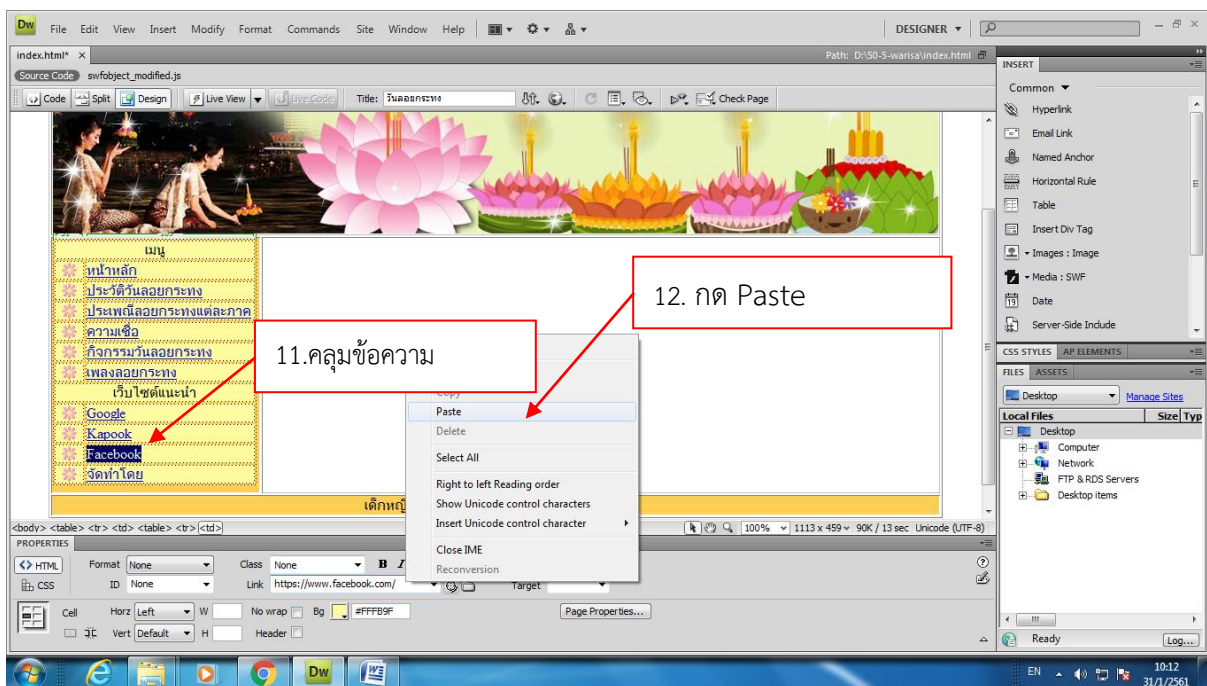 Dw File Edit View Insert Modify Format Commands Site Window Help DESIGNER
index.html* × Path: D:\50-5-warisa\index.html
Source Code swfobject_modified.js
Code Split Design Live View Live Code Title: วันลอยกระทง Check Page
INSERT
Common
Hyperlink
Email Link
Named Anchor
Horizontal Rule
Table
Insert Div Tag
Images : Image
Media : SWF
Date
Server-Side Include
เมนู
หน้าหลัก
ประวัติวันลอยกระทง
ประเพณีลอยกระทงแต่ละภาค
ความเชื่อ
กิจกรรมวันลอยกระทง
เพลงลอยกระทง
เว็บไซต์แนะนำ
Google
Kapook
Facebook
จัดทำโดย
11.คลุมข้อความ
12. กด Paste
Copy
Paste
Delete
Select All
Right to left Reading order
Show Unicode control characters
Insert Unicode control character
Close IME
Reconversion
CSS STYLES AP ELEMENTS
FILES ASSETS
Desktop Manage Sites
Local Files Size Typ
Desktop
Computer
Network
FTP & RDS Servers
Desktop items
<body> <table> <tr> <td> <table> <tr> <td> 100% 1113 x 459 90K / 13 sec Unicode (UTF-8)
PROPERTIES
HTML Format None Class None B I
CSS ID None Link https://www.facebook.com/ Target
Cell Horz Left W No wrap Bg #FFFB9F Page Properties...
Vert Default H Header
Ready Log...
Dw EN 10:12
31/1/2561